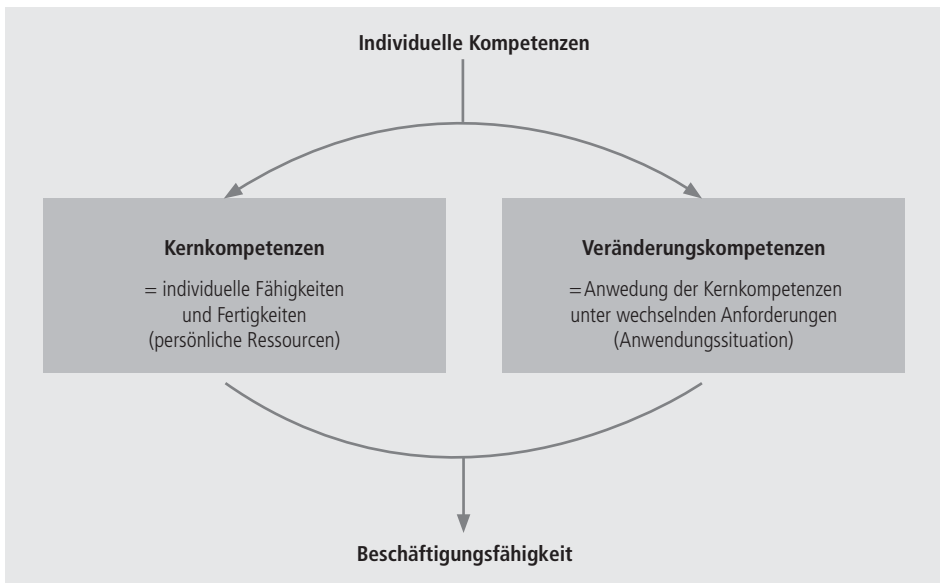 Individuelle Kompetenzen
Kernkompetenzen
= individuelle Fähigkeiten
und Fertigkeiten
(persönliche Ressourcen)
Veränderungskompetenzen
= Anwedung der Kernkompetenzen
unter wechselnden Anforderungen
(Anwendungssituation)
Beschäftigungsfähigkeit